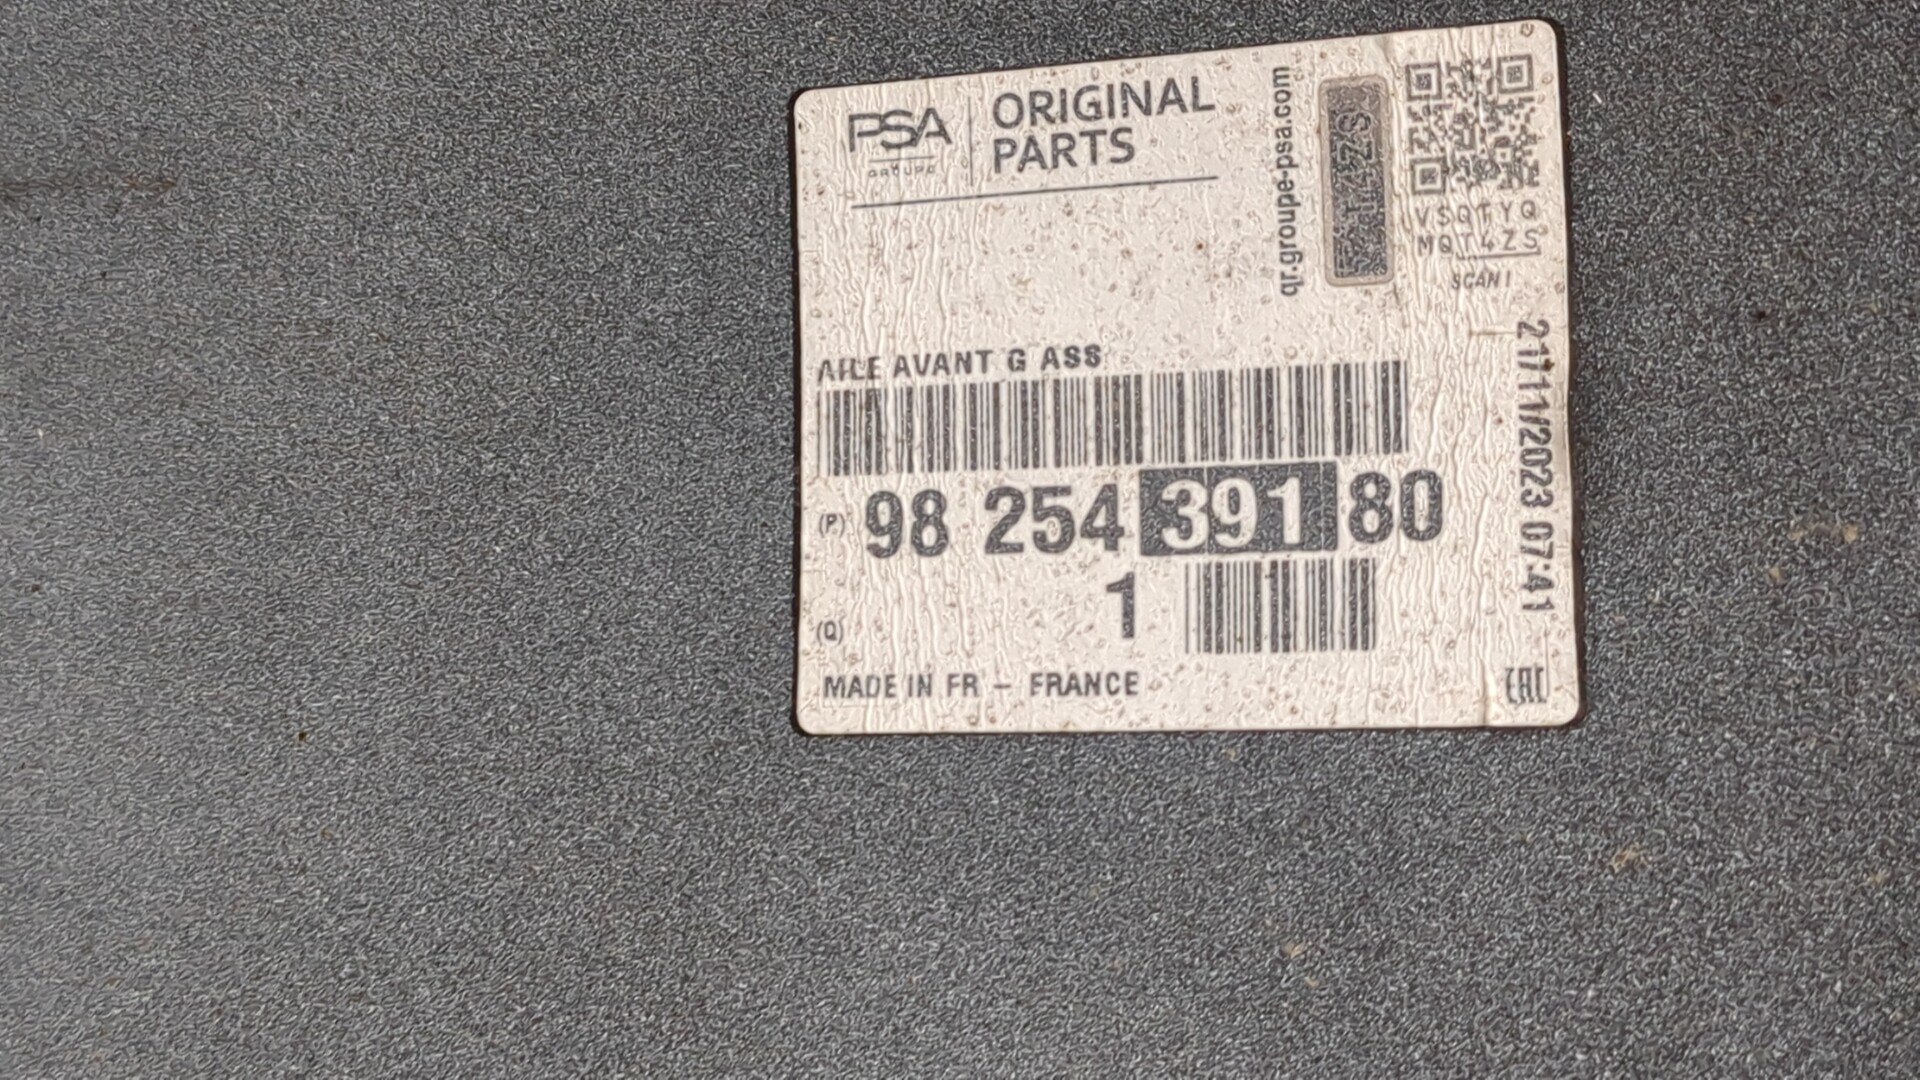 PSA
GROUPE
ORIGINAL
PARTS
qr.groupe-psa.com
T4ZS
VSQTYQ
MQT4ZS
SCAN!
AILE AVANT G ASS
(P) 98 254 391 80
(Q) 1
MADE IN FR - FRANCE
21/11/2023 07:41
EAC